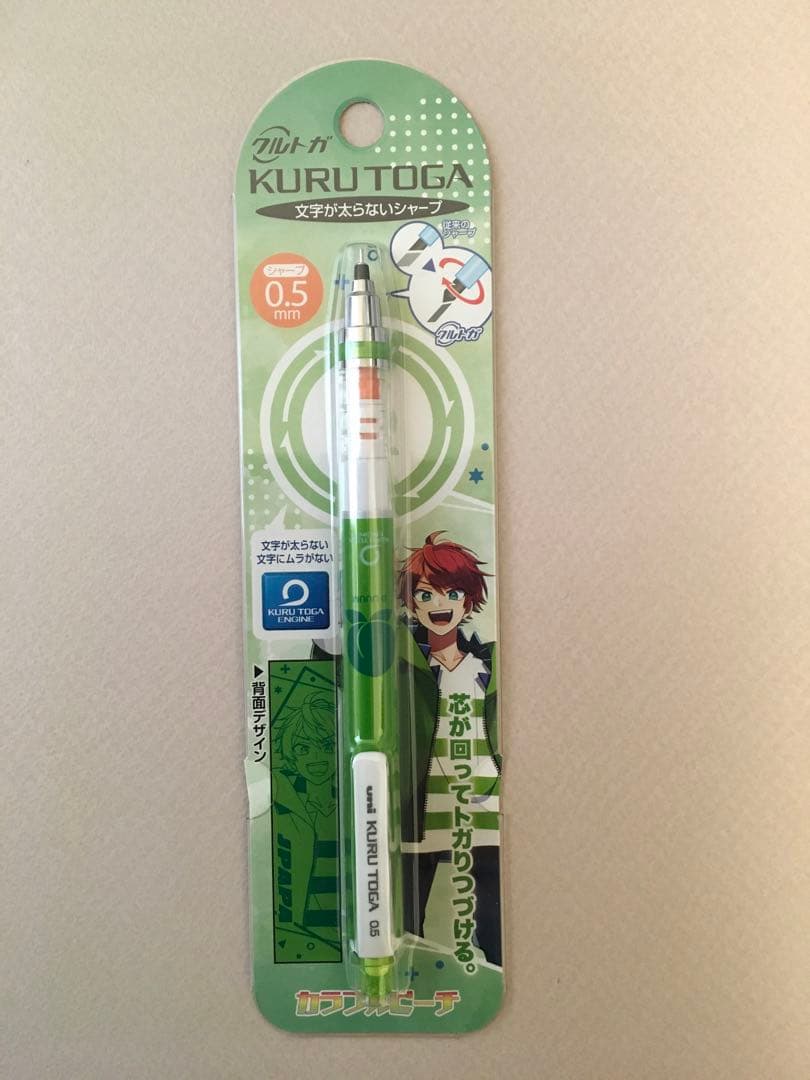 クルトガ
KURU TOGA
文字が太らないシャープ
従来の
シャープ
シャープ
0.5
mm
クルトガ
文字が太らない
文字にムラがない
KURU TOGA
ENGINE
▶背面デザイン
JPAPA
芯が回ってトガりつづける。
uni KURU TOGA 0.5
カラフルピーチ